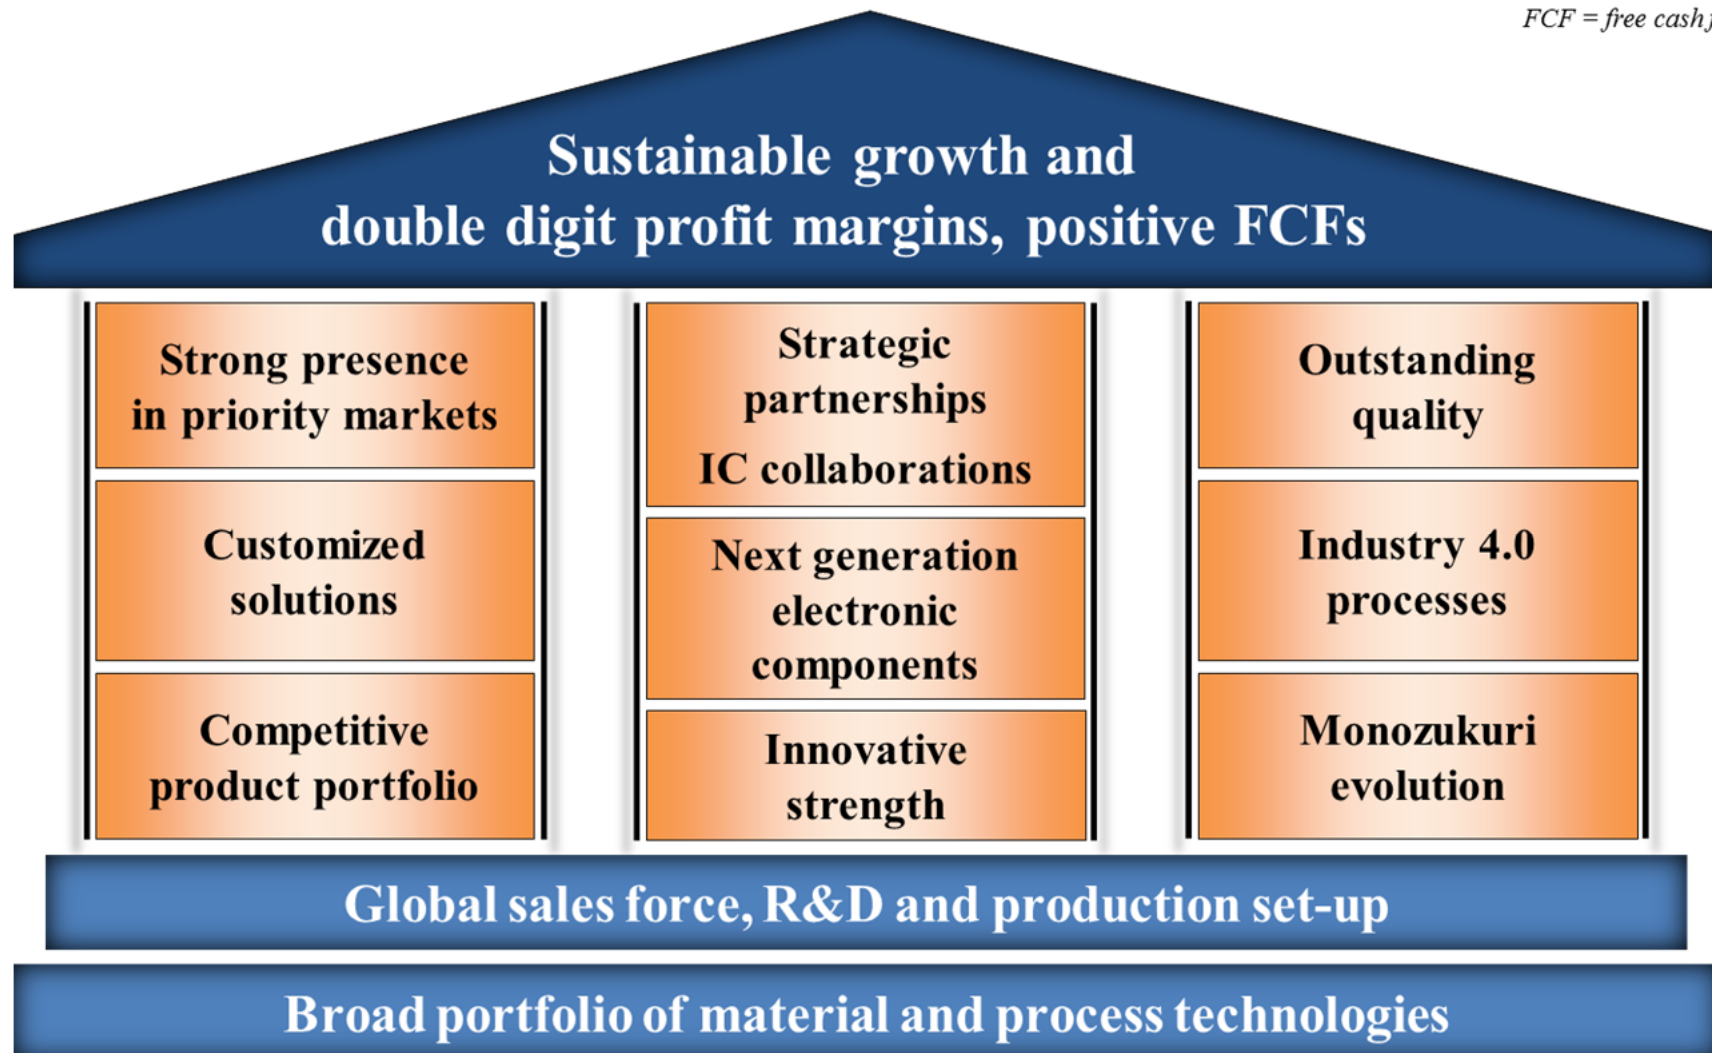 FCF = free cash
Sustainable growth and
double digit profit margins, positive FCFs
Strong presence
in priority markets
Customized
solutions
Competitive
product portfolio
Strategic
partnerships
IC collaborations
Next generation
electronic
components
Innovative
strength
Outstanding
quality
Industry 4.0
processes
Monozukuri
evolution
Global sales force, R&D and production set-up
Broad portfolio of material and process technologies